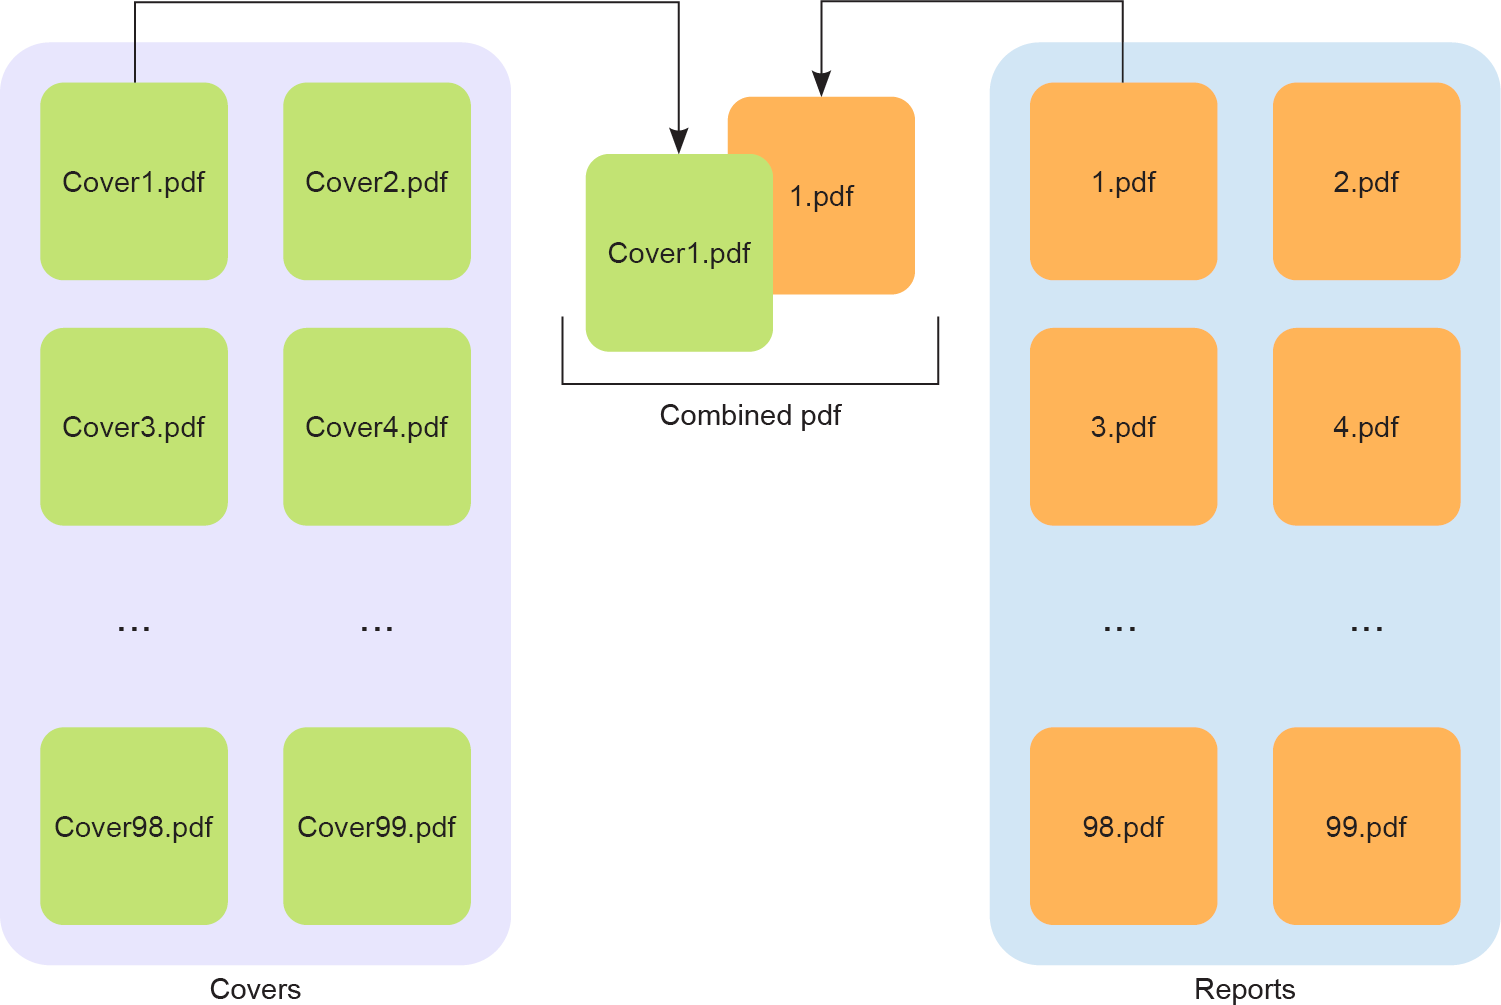 Cover1.pdf
Cover2.pdf
Cover3.pdf
Cover4.pdf
... ...
Cover98.pdf
Cover99.pdf
Covers
1.pdf
Cover1.pdf
Combined pdf
1.pdf
2.pdf
3.pdf
4.pdf
... ...
98.pdf
99.pdf
Reports